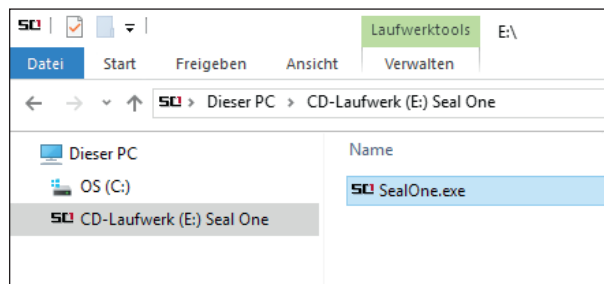 SO Laufwerktools E:\
Datei Start Freigeben Ansicht Verwalten
SO › Dieser PC › CD-Laufwerk (E:) Seal One
Dieser PC Name
OS (C:) SO SealOne.exe
SO CD-Laufwerk (E:) Seal One